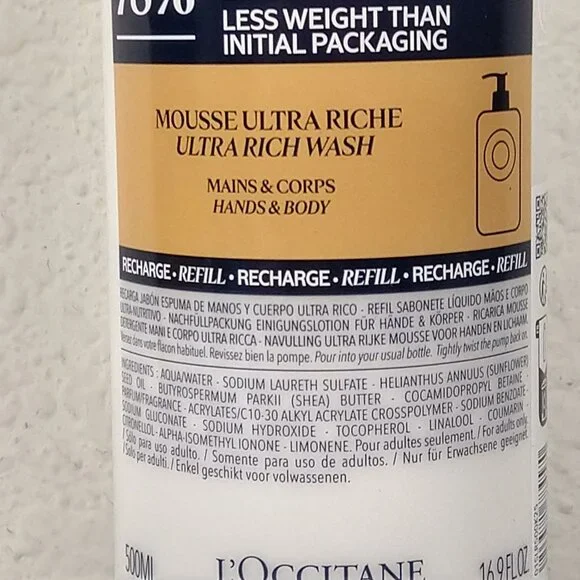 76%
LESS WEIGHT THAN
INITIAL PACKAGING
MOUSSE ULTRA RICHE
ULTRA RICH WASH
MAINS & CORPS
HANDS & BODY
RECHARGE • REFILL • RECHARGE • REFILL • RECHARGE • REFILL
RECARGA JABÓN ESPUMA DE MANOS Y CUERPO ULTRA RICO - REFIL SABONETE LÍQUIDO MÃOS E CORPO
ULTRA-NUTRITIVO - NACHFÜLLPACKUNG EINIGUNGSLOTION FÜR HÄNDE & KÖRPER - RICARICA MOUSSE
DETERGENTE MANI E CORPO ULTRA RICCA - NAVULLING ULTRA RIJKE MOUSSE VOOR HANDEN EN LICHAAM.
Versez dans votre flacon habituel. Revissez bien la pompe. Pour into your usual bottle. Tightly twist the pump back on.
INGREDIENTS : AQUA/WATER - SODIUM LAURETH SULFATE - HELIANTHUS ANNUUS (SUNFLOWER)
SEED OIL - BUTYROSPERMUM PARKII (SHEA) BUTTER - COCAMIDOPROPYL BETAINE -
PARFUM/FRAGRANCE - ACRYLATES/C10-30 ALKYL ACRYLATE CROSSPOLYMER - SODIUM BENZOATE -
SODIUM GLUCONATE - SODIUM HYDROXIDE - TOCOPHEROL - LINALOOL - COUMARIN -
CITRONELLOL - ALPHA-ISOMETHYL IONONE - LIMONENE. Pour adultes seulement. / For adults only.
/ Solo para uso adulto. / Somente para uso de adultos. / Nur für Erwachsene geeignet.
/ Solo per adulti. / Enkel geschikt voor volwassenen.
500ML
L'OCCITANE
16.9 FL.OZ